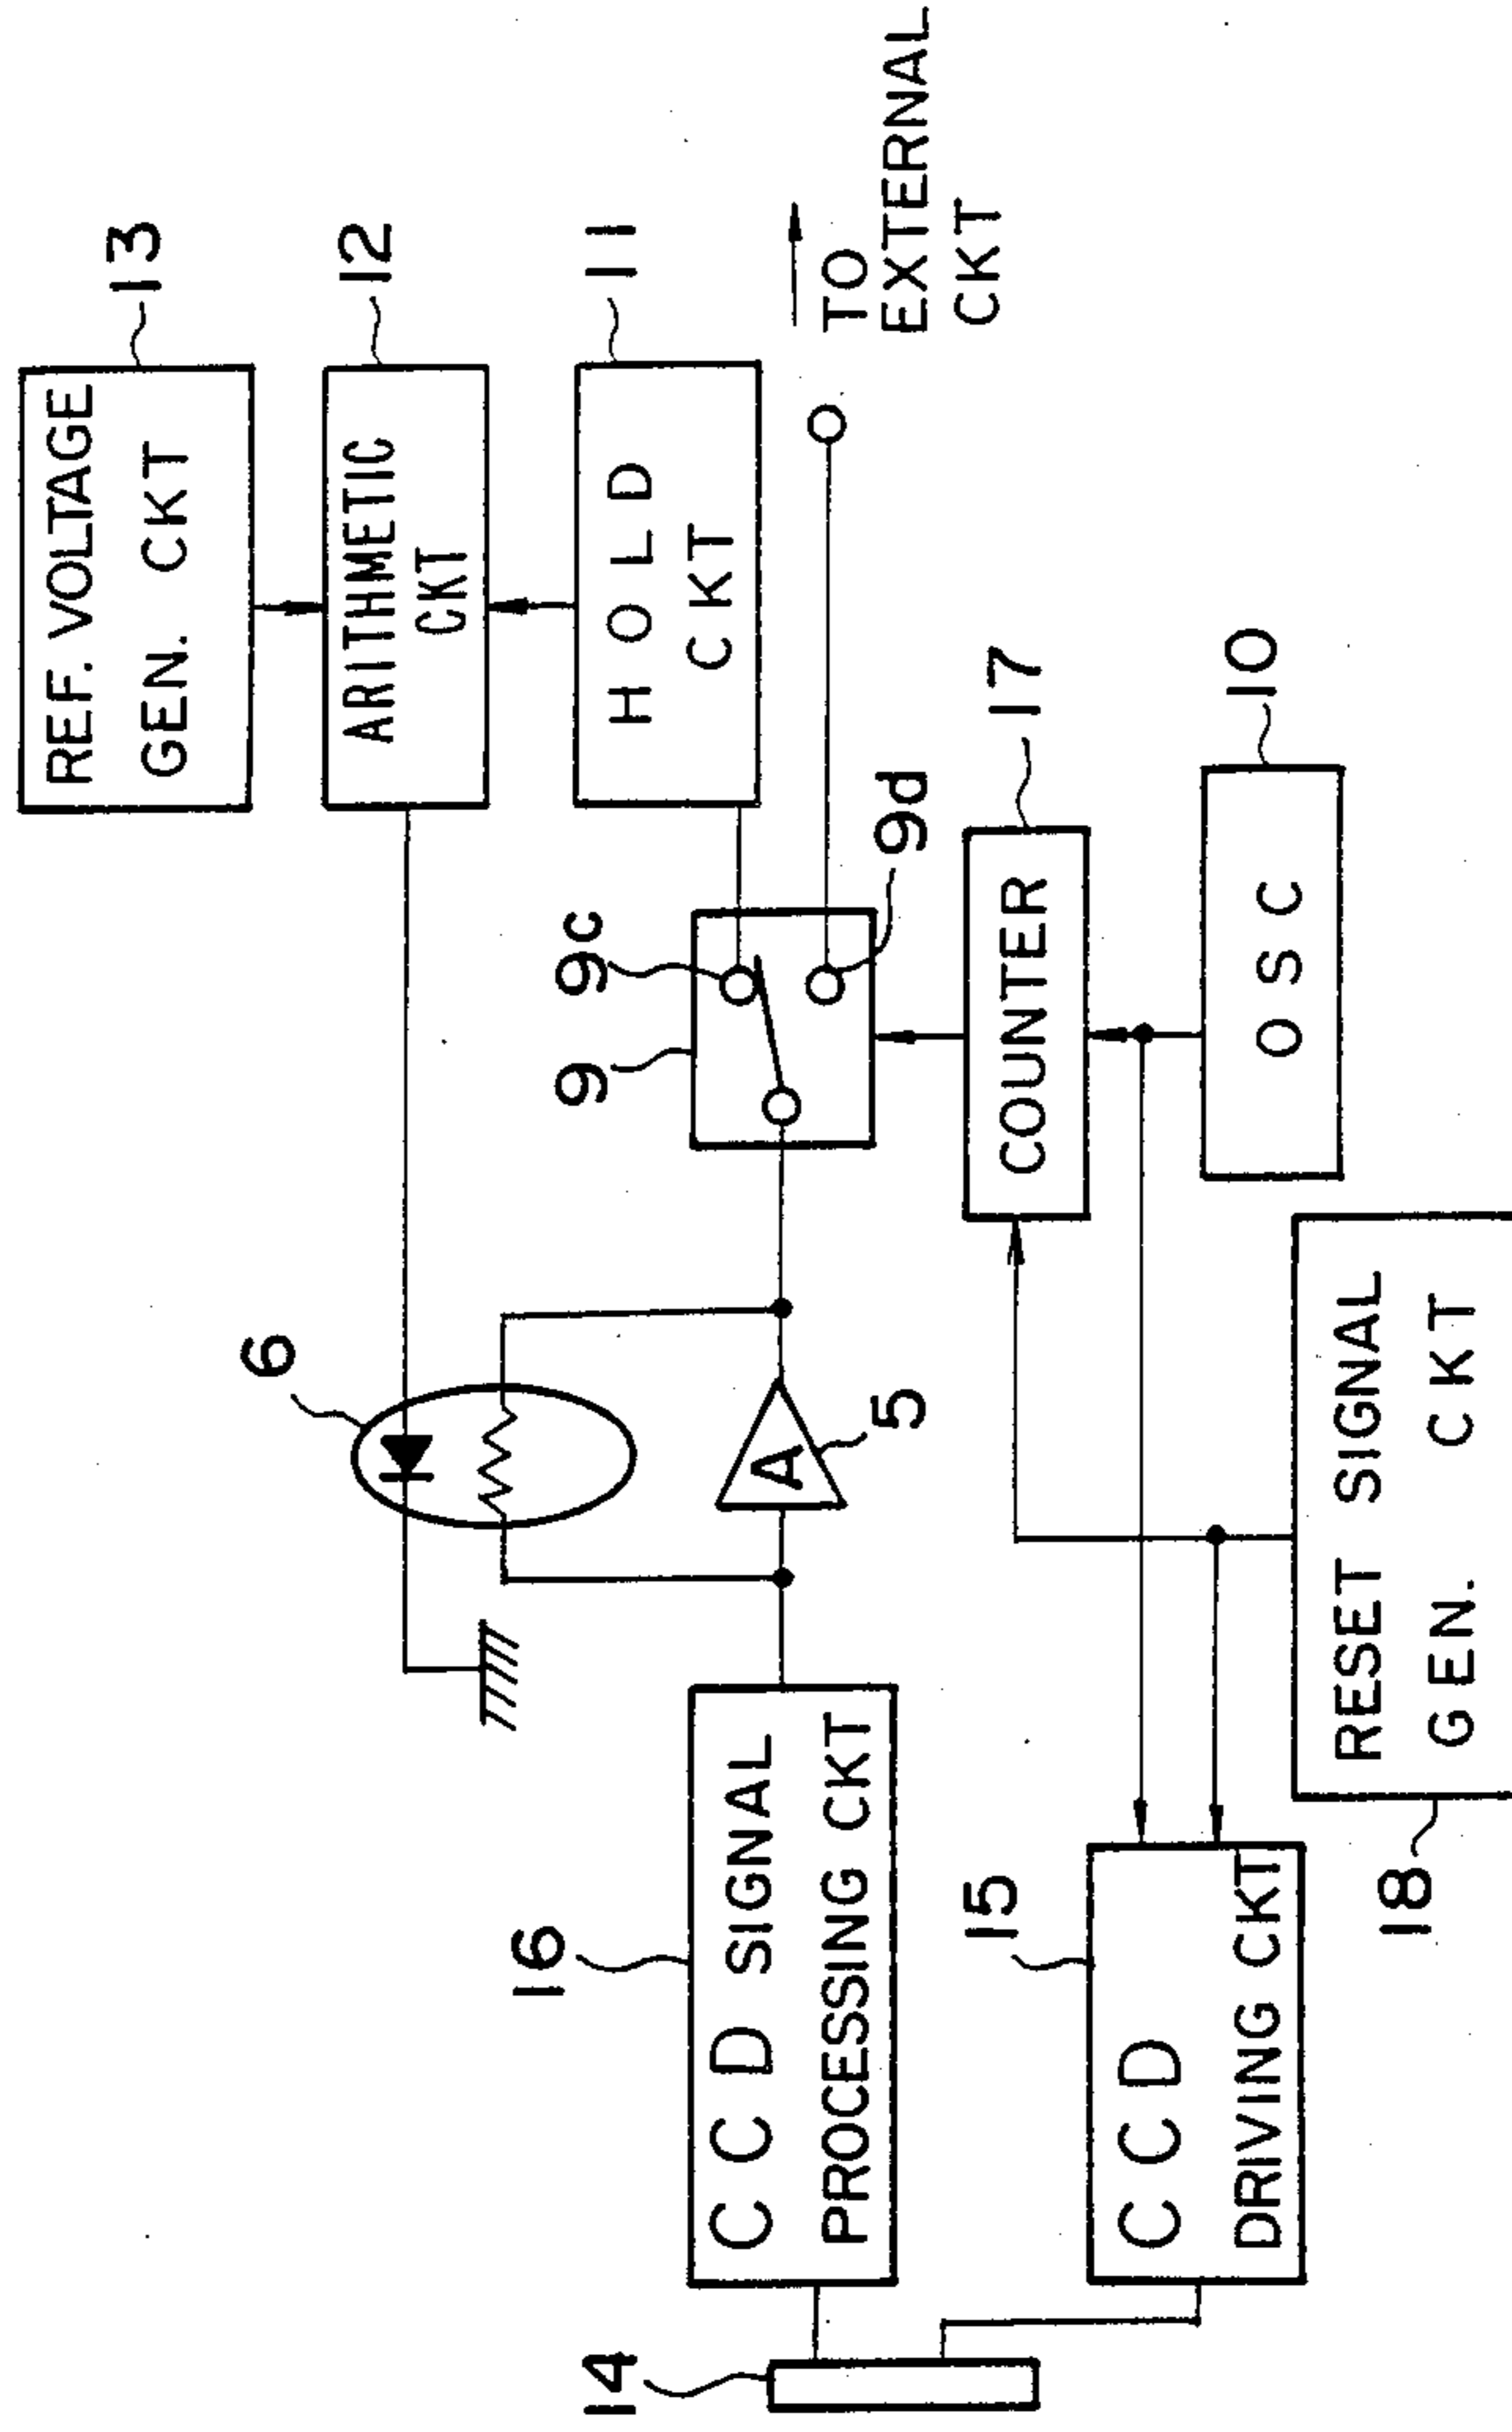 REF. VOLTAGE
GEN. CKT
13
ARITHMETIC
CKT
12
HOLD
CKT
11
TO
EXTERNAL
CKT
6
9
9c
9d
A
5
16
CCD SIGNAL
PROCESSING CKT
COUNTER
17
14
15
CCD
DRIVING CKT
OSC
10
RESET SIGNAL
GEN. CKT
18